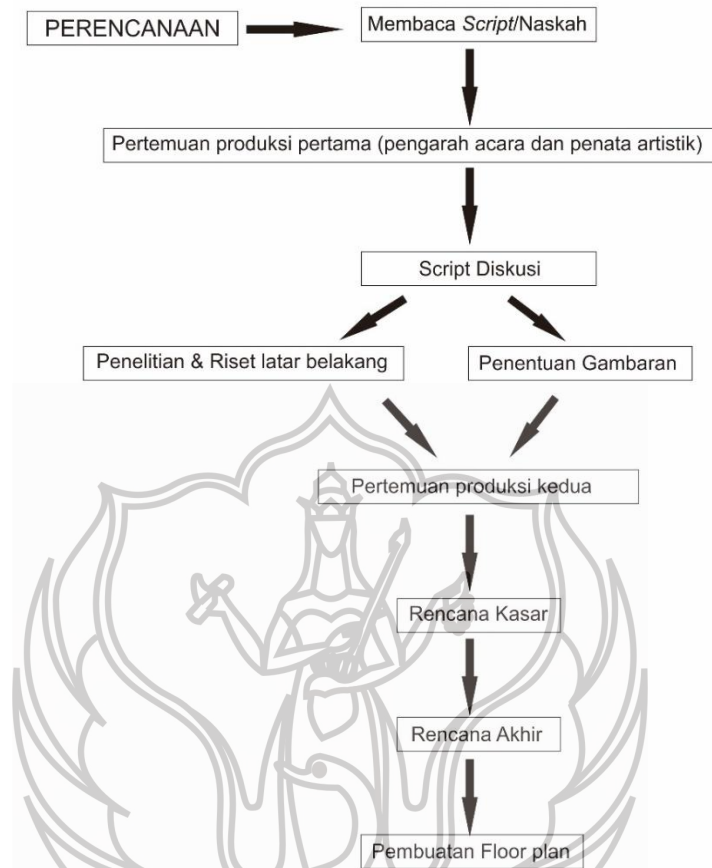 PERENCANAAN
Membaca Script/Naskah
Pertemuan produksi pertama (pengarah acara dan penata artistik)
Script Diskusi
Penelitian & Riset latar belakang
Penentuan Gambaran
Pertemuan produksi kedua
Rencana Kasar
Rencana Akhir
Pembuatan Floor plan